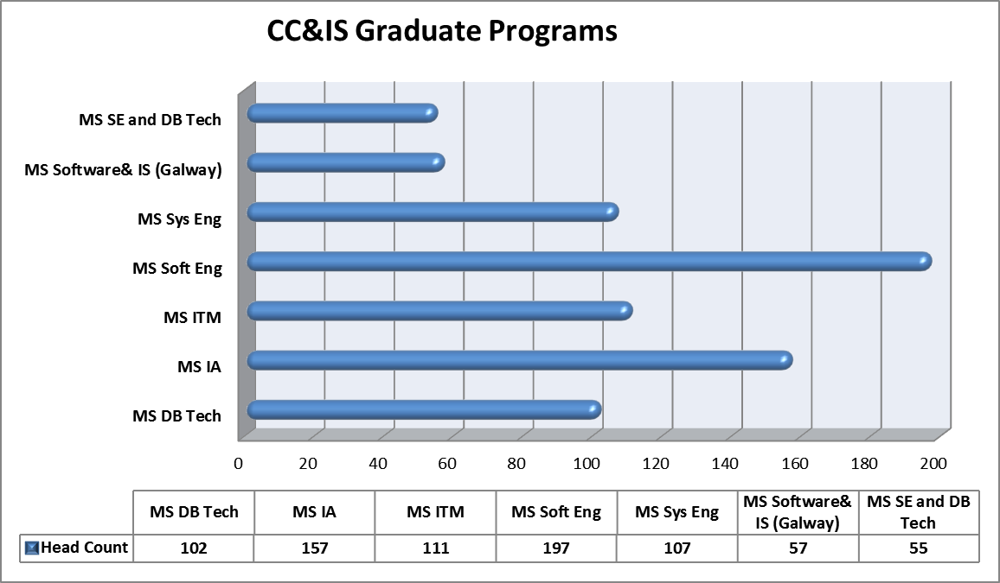 CC&IS Graduate Programs
MS SE and DB Tech
MS Software& IS (Galway)
MS Sys Eng
MS Soft Eng
MS ITM
MS IA
MS DB Tech
0 20 40 60 80 100 120 140 160 180 200
MS DB Tech MS IA MS ITM MS Soft Eng MS Sys Eng MS Software& IS (Galway) MS SE and DB Tech
Head Count 102 157 111 197 107 57 55